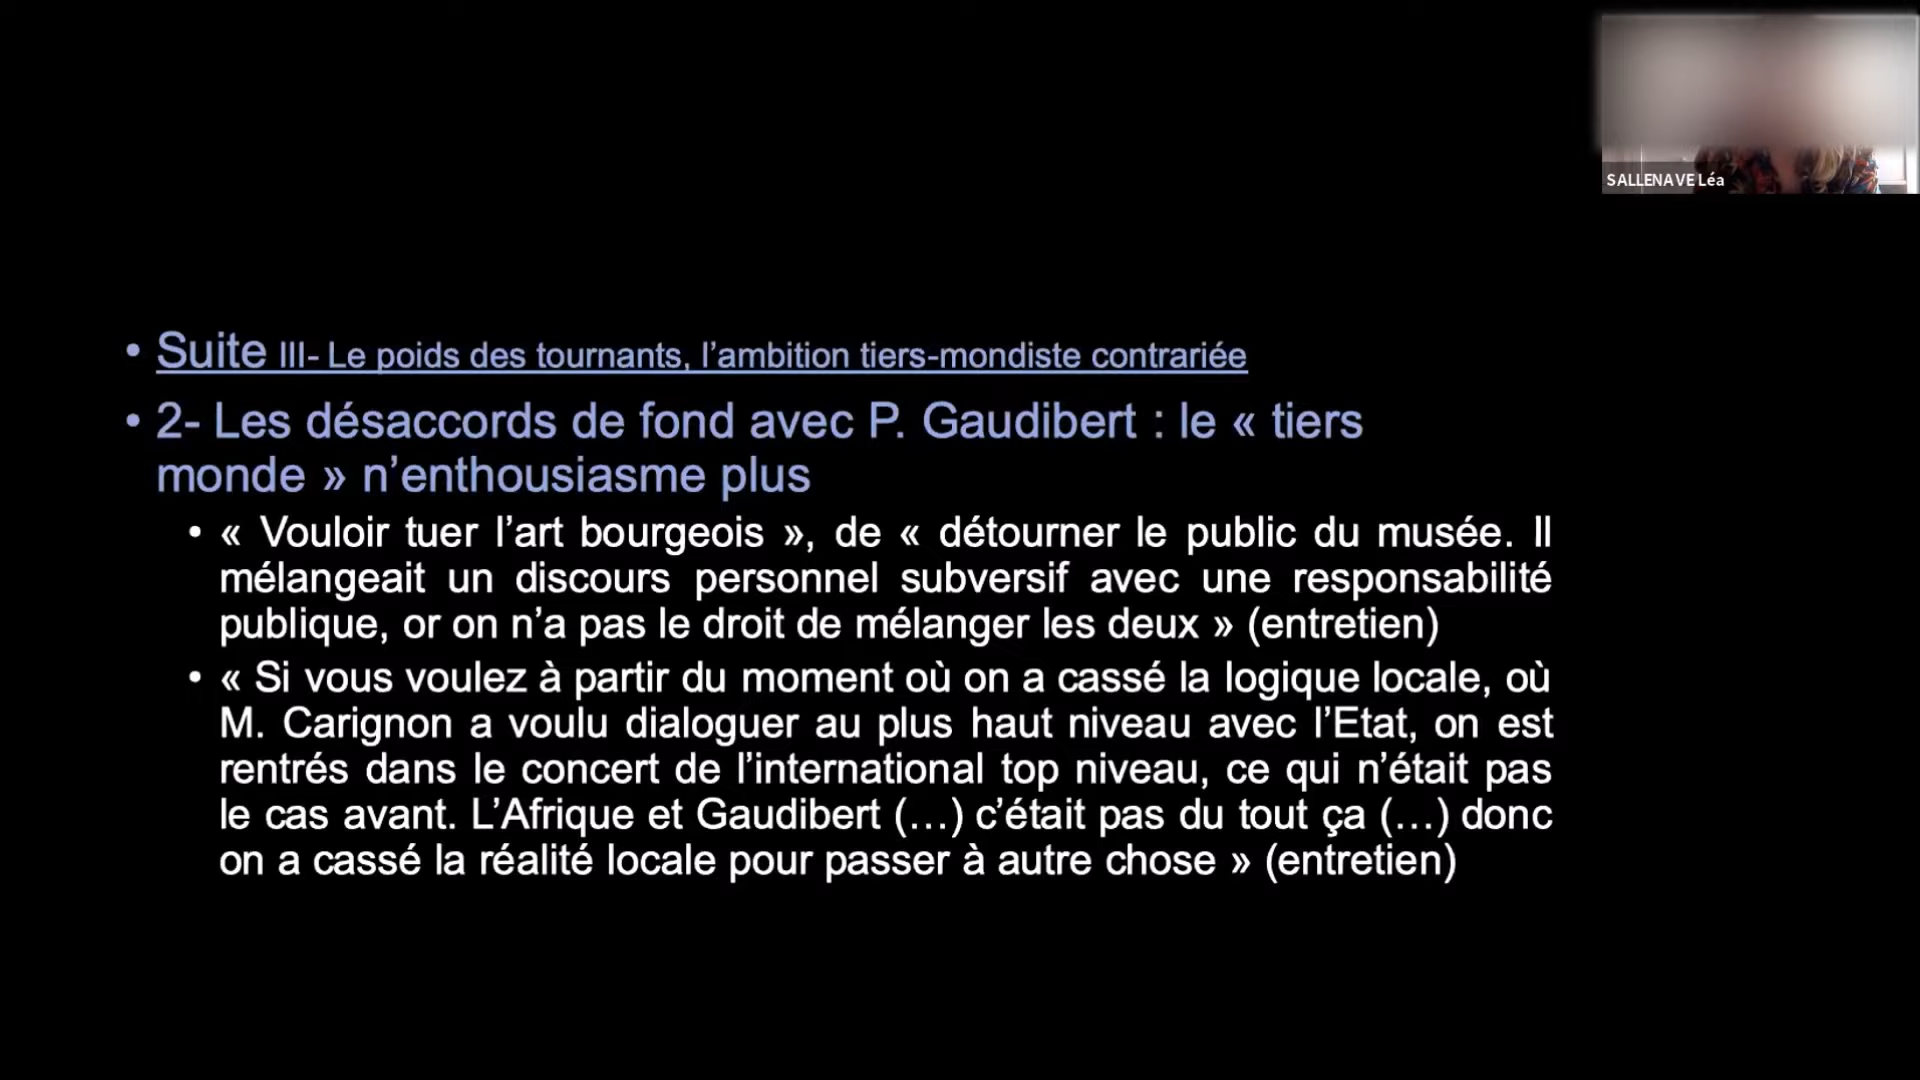 SALLENAVE Léa
• Suite III- Le poids des tournants, l’ambition tiers-mondiste contrariée
• 2- Les désaccords de fond avec P. Gaudibert : le « tiers
monde » n’enthousiasme plus
• « Vouloir tuer l’art bourgeois », de « détourner le public du musée. Il
mélangeait un discours personnel subversif avec une responsabilité
publique, or on n’a pas le droit de mélanger les deux » (entretien)
• « Si vous voulez à partir du moment où on a cassé la logique locale, où
M. Carignon a voulu dialoguer au plus haut niveau avec l’Etat, on est
rentrés dans le concert de l’international top niveau, ce qui n’était pas
le cas avant. L’Afrique et Gaudibert (…) c’était pas du tout ça (…) donc
on a cassé la réalité locale pour passer à autre chose » (entretien)